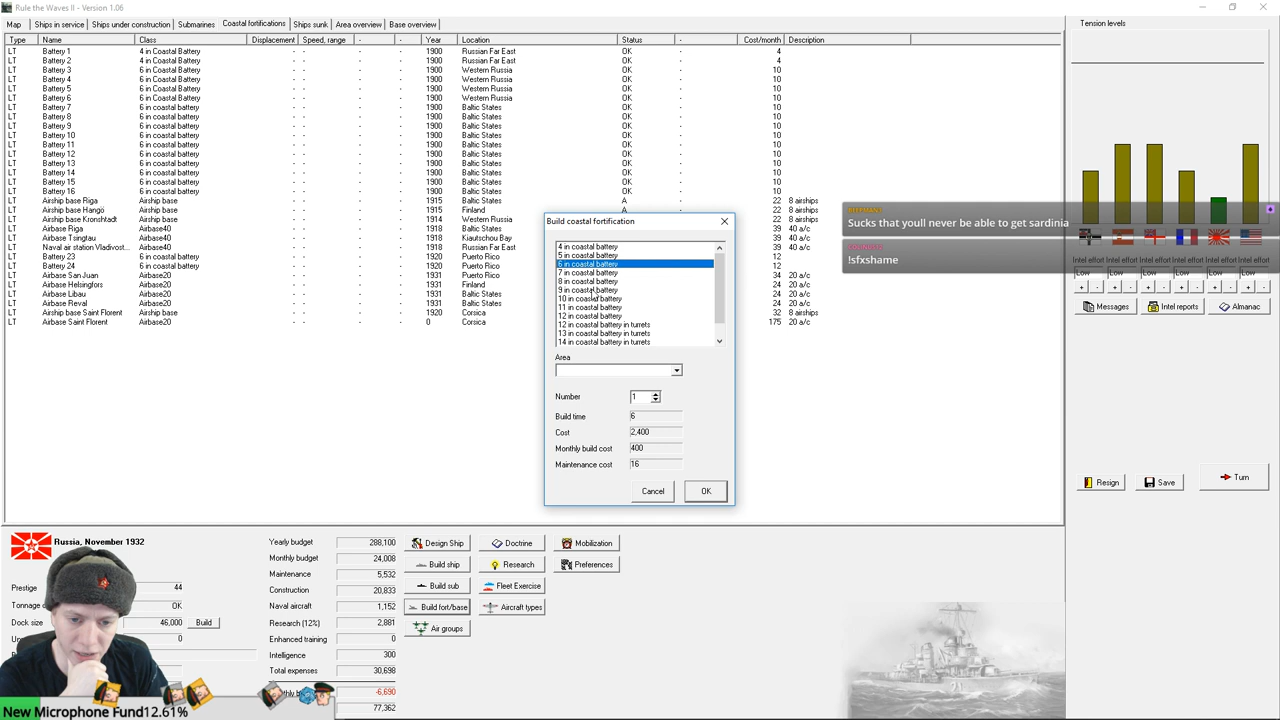 Rule the Waves II - Version 1.06
Map Ships in service Ships under construction Submarines Coastal fortifications Ships sunk Area overview Base overview
Type Name Class Displacement Speed, range - - Year Location Status - Cost/month Description
LT Battery 1 4 in Coastal Battery - - - - 1900 Russian Far East OK - 4
LT Battery 2 4 in Coastal Battery - - - - 1900 Russian Far East OK - 4
LT Battery 3 6 in Coastal Battery - - - - 1900 Western Russia OK - 10
LT Battery 4 6 in Coastal Battery - - - - 1900 Western Russia OK - 10
LT Battery 5 6 in Coastal Battery - - - - 1900 Western Russia OK - 10
LT Battery 6 6 in Coastal Battery - - - - 1900 Western Russia OK - 10
LT Battery 7 6 in coastal battery - - - - 1900 Baltic States OK - 10
LT Battery 8 6 in coastal battery - - - - 1900 Baltic States OK - 10
LT Battery 9 6 in coastal battery - - - - 1900 Baltic States OK - 10
LT Battery 10 6 in coastal battery - - - - 1900 Baltic States OK - 10
LT Battery 11 6 in coastal battery - - - - 1900 Baltic States OK - 10
LT Battery 12 6 in coastal battery - - - - 1900 Baltic States OK - 10
LT Battery 13 6 in coastal battery - - - - 1900 Baltic States OK - 10
LT Battery 14 6 in coastal battery - - - - 1900 Baltic States OK - 10
LT Battery 15 6 in coastal battery - - - - 1900 Baltic States OK - 10
LT Battery 16 6 in coastal battery - - - - 1900 Baltic States OK - 10
LT Airship base Riga Airship base - - - - 1915 Baltic States A - 22 8 airships
LT Airship base Hangö Airship base - - - - 1915 Finland A - 22 8 airships
LT Airship base Kronshtadt Airship base - - - - 1914 Western Russia 22 8 airships
LT Airbase Riga Airbase40 - - - - 1918 Baltic States 39 40 a/c
LT Airbase Tsingtau Airbase40 - - - - 1918 Kiautschou Bay 39 40 a/c
LT Naval air station Vladivost... Airbase40 - - - - 1918 Russian Far East 39 40 a/c
LT Battery 23 6 in coastal battery - - - - 1920 Puerto Rico 12
LT Battery 24 6 in coastal battery - - - - 1920 Puerto Rico 12
LT Airbase San Juan Airbase20 - - - - 1931 Puerto Rico 34 20 a/c
LT Airbase Helsingfors Airbase20 - - - - 1931 Finland 24 20 a/c
LT Airbase Libau Airbase20 - - - - 1931 Baltic States 24 20 a/c
LT Airbase Reval Airbase20 - - - - 1931 Baltic States 24 20 a/c
LT Airship base Saint Florent Airship base - - - - 1920 Corsica 32 8 airships
LT Airbase Saint Florent Airbase20 - - - - 0 Corsica 175 20 a/c
Build coastal fortification
4 in coastal battery
5 in coastal battery
6 in coastal battery
7 in coastal battery
8 in coastal battery
9 in coastal battery
10 in coastal battery
11 in coastal battery
12 in coastal battery
12 in coastal battery in turrets
13 in coastal battery in turrets
14 in coastal battery in turrets
Area
Number 1
Build time 6
Cost 2,400
Monthly build cost 400
Maintenance cost 16
Cancel OK
Tension levels
Sucks that youll never be able to get sardinia
!sfxshame
Intel effort Intel effort Intel effort Intel effort Intel effort Intel effort
Low Low Low Low Low Low
+ - + - + - + - + - + -
Messages Intel reports Almanac
Resign Save Turn
Russia, November 1932
Prestige 44
Tonnage OK
Dock size 46,000 Build
0
Yearly budget 288,100
Monthly budget 24,008
Maintenance 5,532
Construction 20,833
Naval aircraft 1,152
Research (12%) 2,881
Enhanced training 0
Intelligence 300
Total expenses 30,698
-6,690
77,362
Design Ship Doctrine Mobilization
Build ship Research Preferences
Build sub Fleet Exercise
Build fort/base Aircraft types
Air groups
New Microphone Fund 12.61%